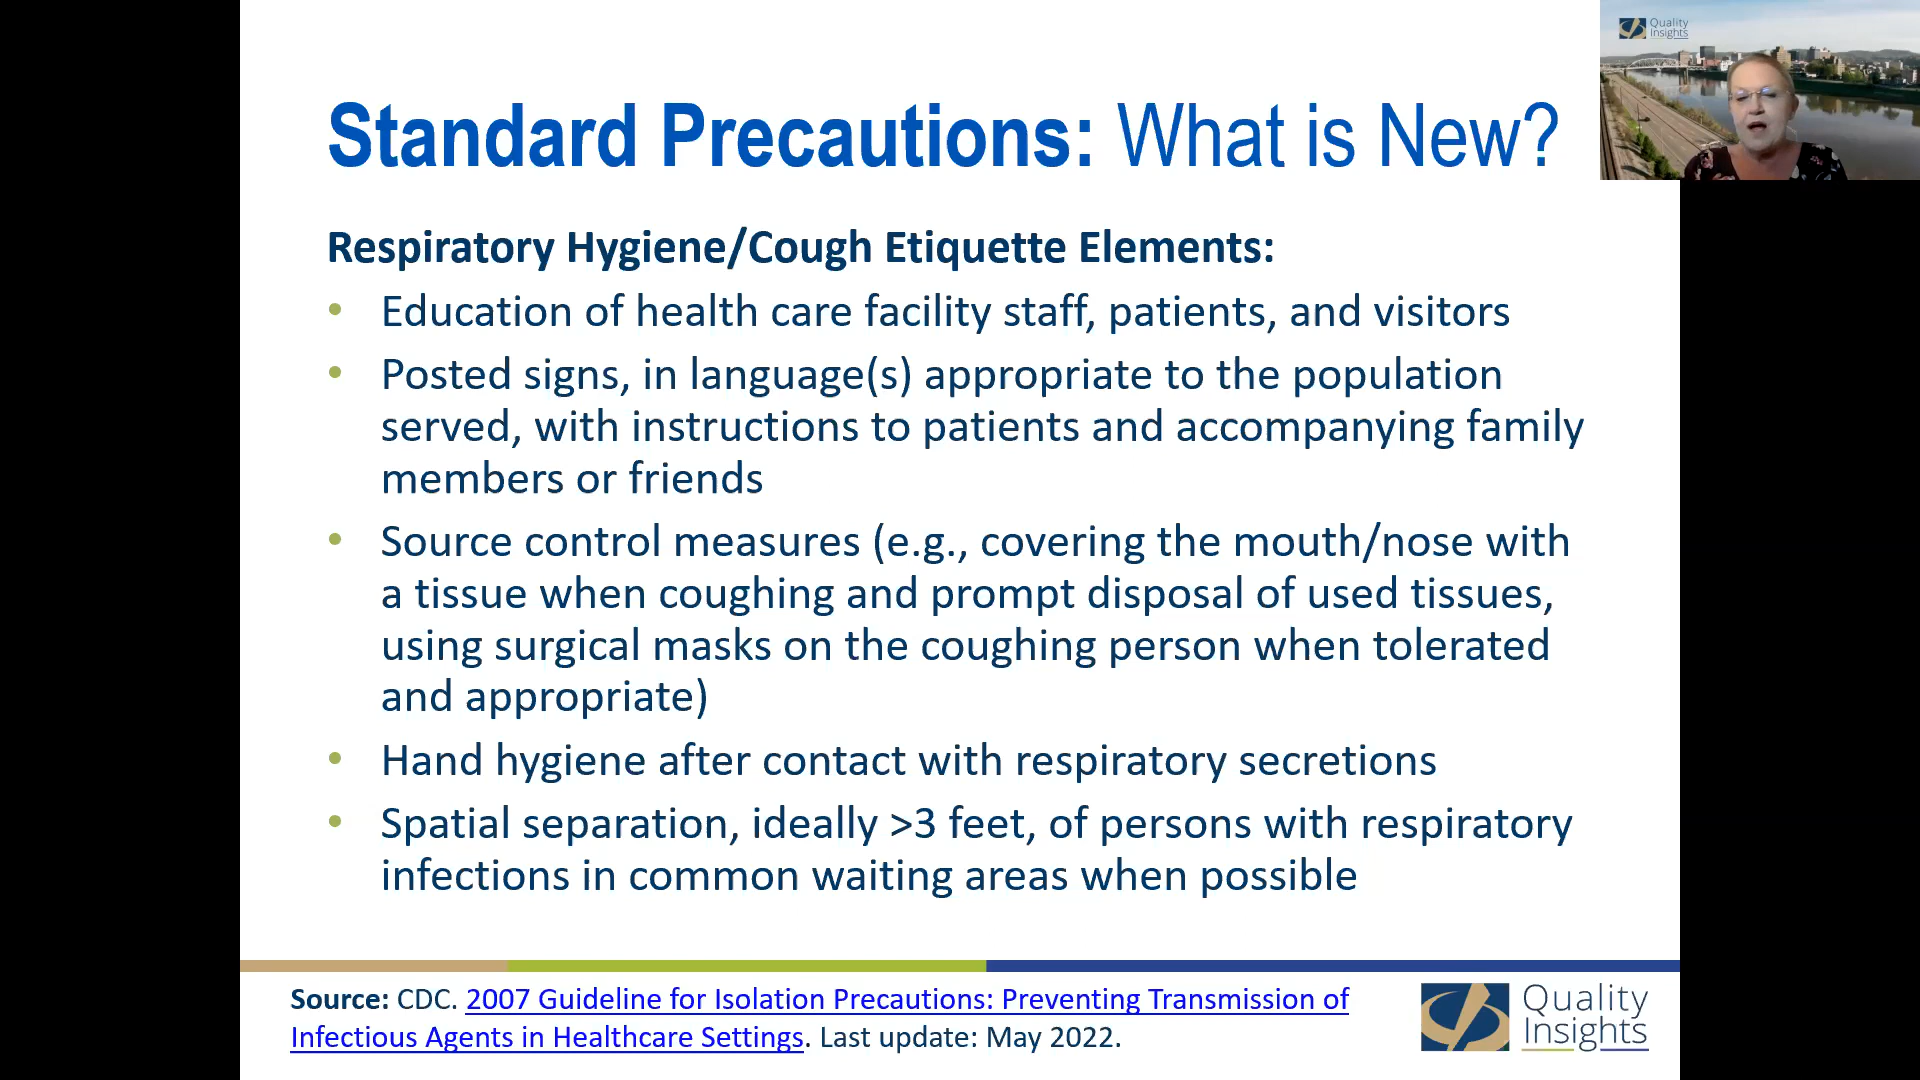 Quality
Insights
Standard Precautions: What is New?
Respiratory Hygiene/Cough Etiquette Elements:
• Education of health care facility staff, patients, and visitors
• Posted signs, in language(s) appropriate to the population
served, with instructions to patients and accompanying family
members or friends
• Source control measures (e.g., covering the mouth/nose with
a tissue when coughing and prompt disposal of used tissues,
using surgical masks on the coughing person when tolerated
and appropriate)
• Hand hygiene after contact with respiratory secretions
• Spatial separation, ideally >3 feet, of persons with respiratory
infections in common waiting areas when possible
Source: CDC. 2007 Guideline for Isolation Precautions: Preventing Transmission of
Infectious Agents in Healthcare Settings. Last update: May 2022.
Quality
Insights